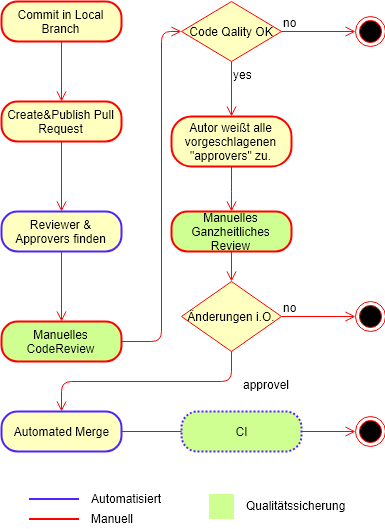 Commit in Local
Branch
Create&Publish Pull
Request
Reviewer &
Approvers finden
Manuelles
CodeReview
Code Qality OK
no
yes
Autor weißt alle
vorgeschlagenen
"approvers" zu.
Manuelles
Ganzheitliches
Review
Änderungen i.O.
no
approvel
Automated Merge
CI
Automatisiert
Manuell
Qualitätssicherung